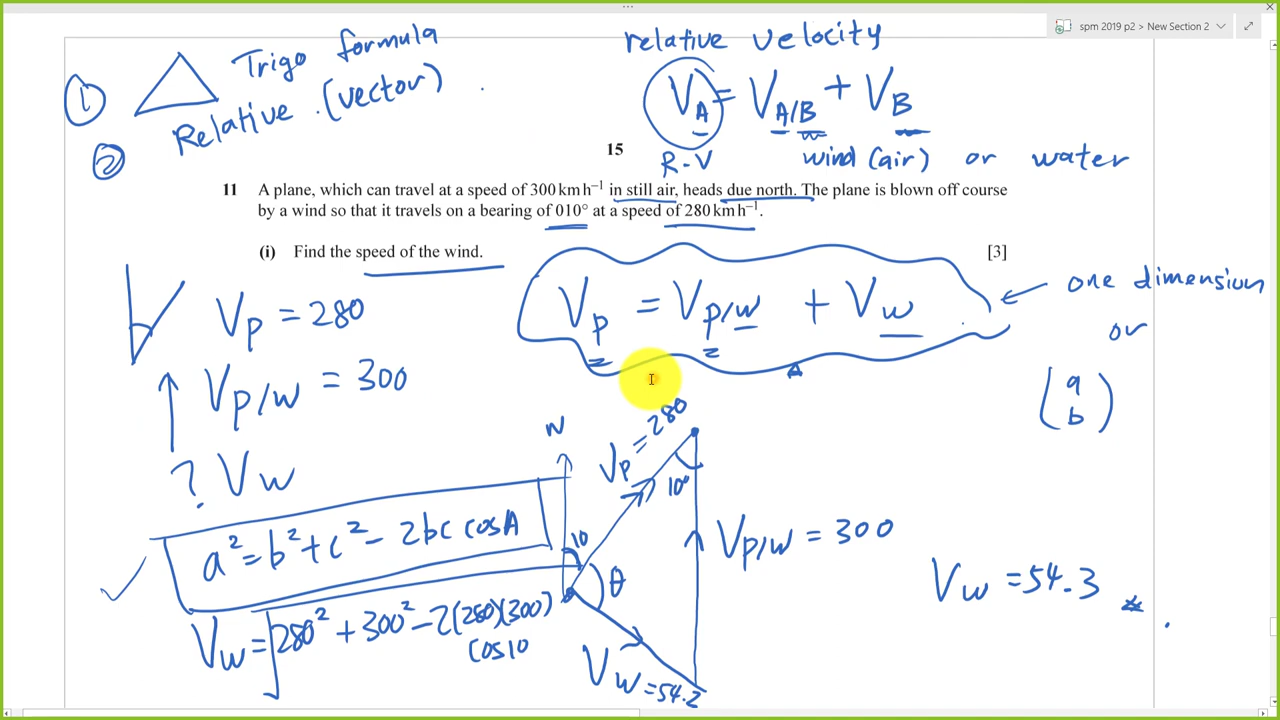 spm 2019 p2 > New Section 2
① Trigo formula
Relative (vector)
②
relative velocity
V_A = V_A/B + V_B
R-V wind (air) or water
15
11 A plane, which can travel at a speed of 300 km h⁻¹ in still air, heads due north. The plane is blown off course
by a wind so that it travels on a bearing of 010° at a speed of 280 km h⁻¹.
(i) Find the speed of the wind. [3]
V_p = V_p/w + V_w
one dimension
or
(a
b)
V_p = 280
V_p/w = 300
? V_w
a² = b² + c² - 2bc cosA
V_w = √280² + 300² - 2(280)(300)
cos10
N
V_p = 280
10°
10
θ
V_p/w = 300
V_w = 54.2
V_w = 54.3